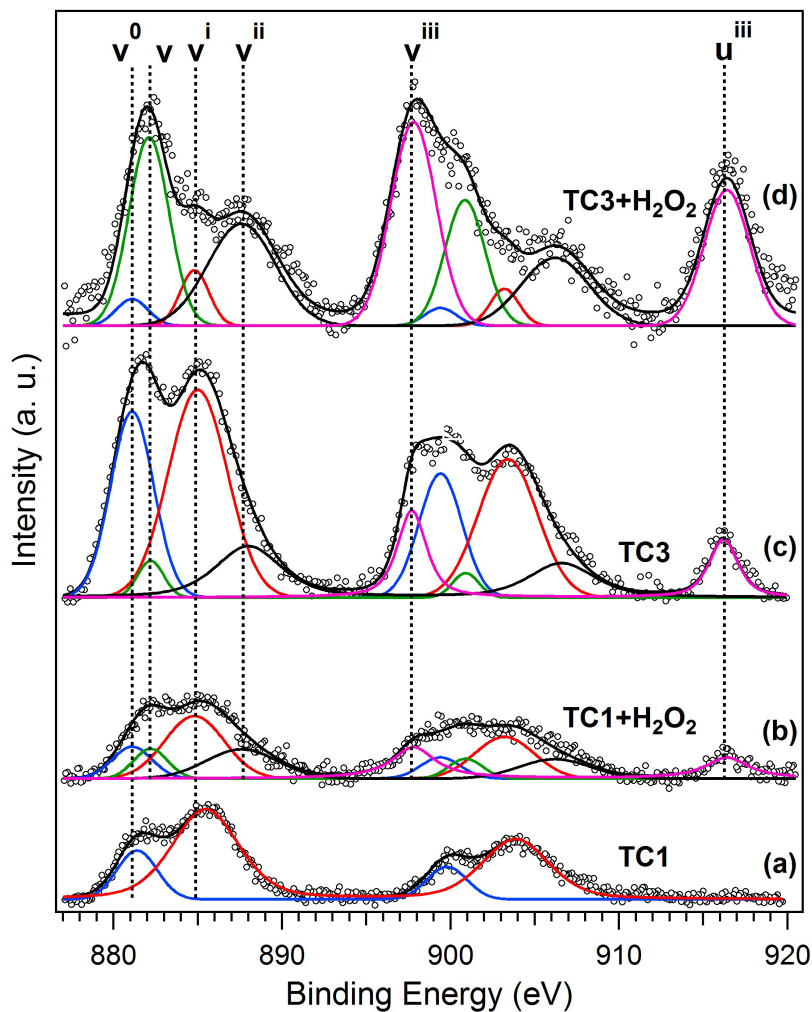 v⁰ v vⁱ vⁱⁱ vⁱⁱⁱ uⁱⁱⁱ
TC3+H₂O₂ (d)
TC3 (c)
TC1+H₂O₂ (b)
TC1 (a)
Intensity (a. u.)
880 890 900 910 920
Binding Energy (eV)